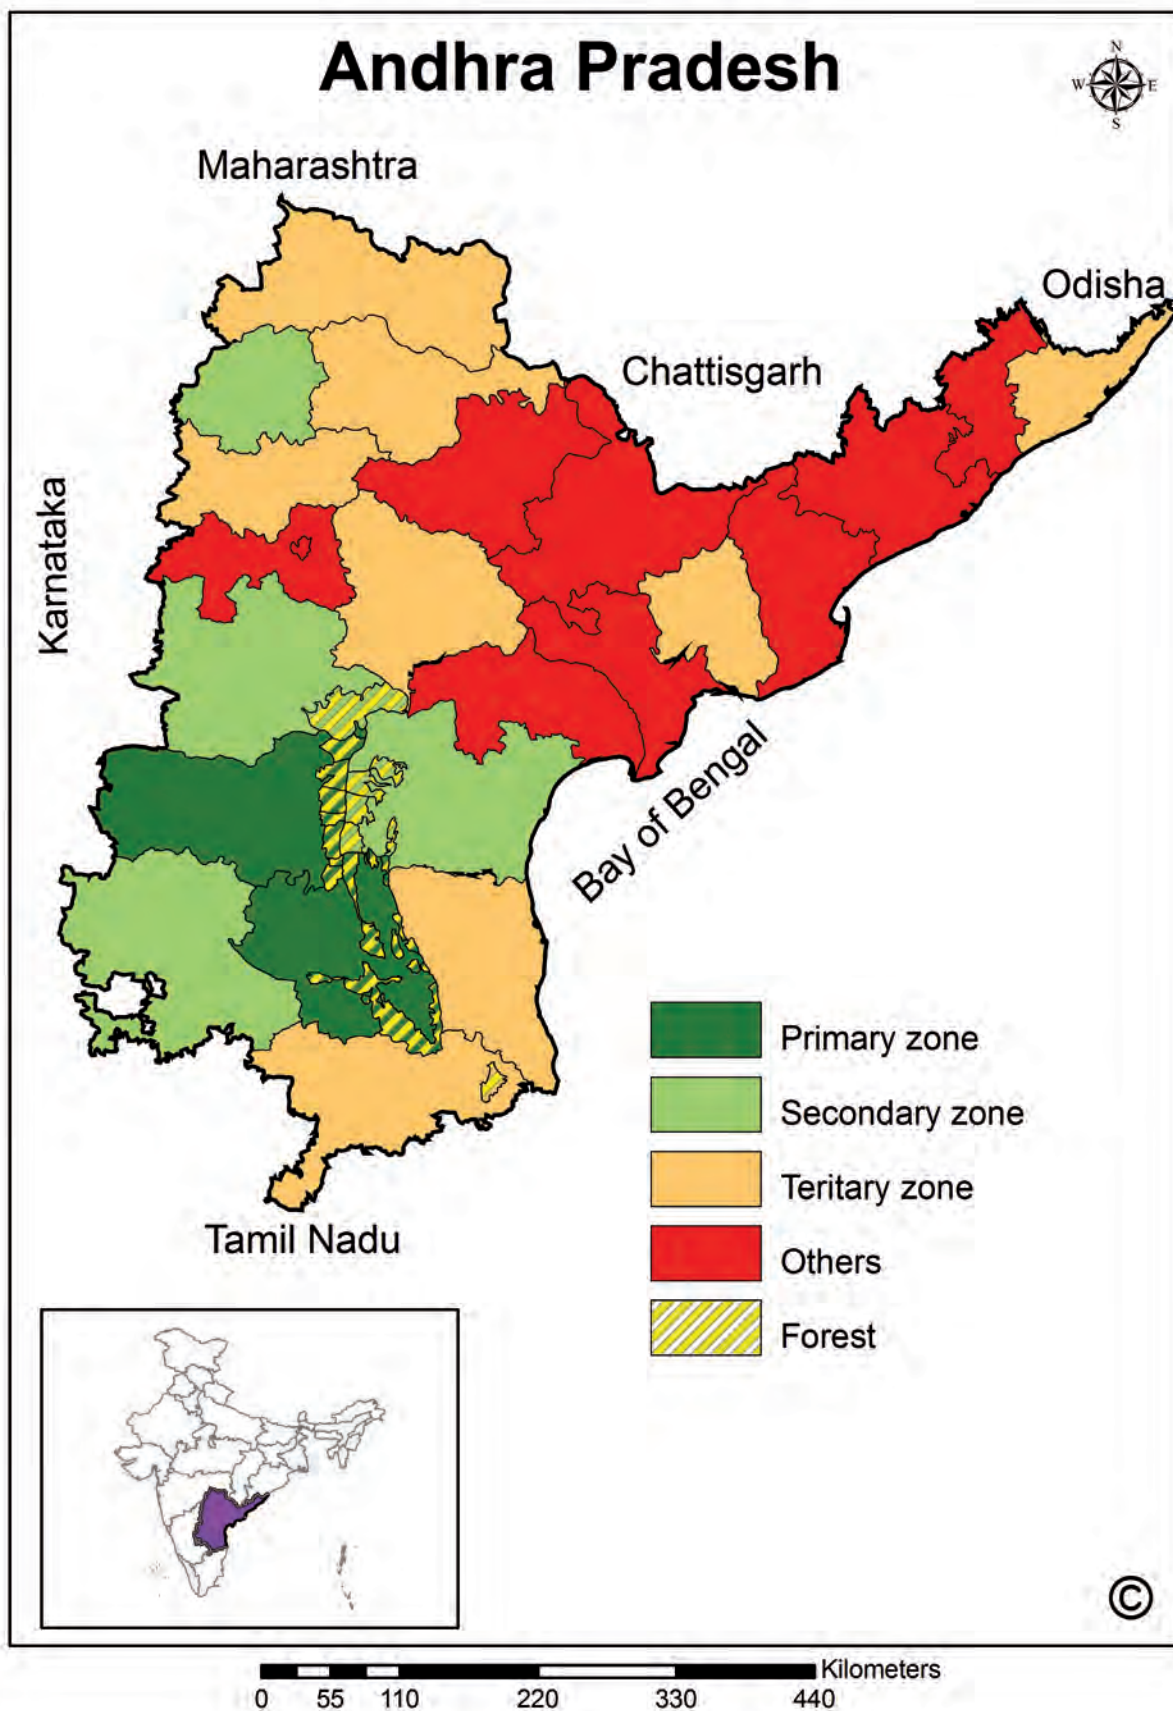 Andhra Pradesh
N
W E
S
Maharashtra
Odisha
Chattisgarh
Karnataka
Bay of Bengal
Primary zone
Secondary zone
Teritary zone
Others
Forest
Tamil Nadu
©
Kilometers
0 55 110 220 330 440